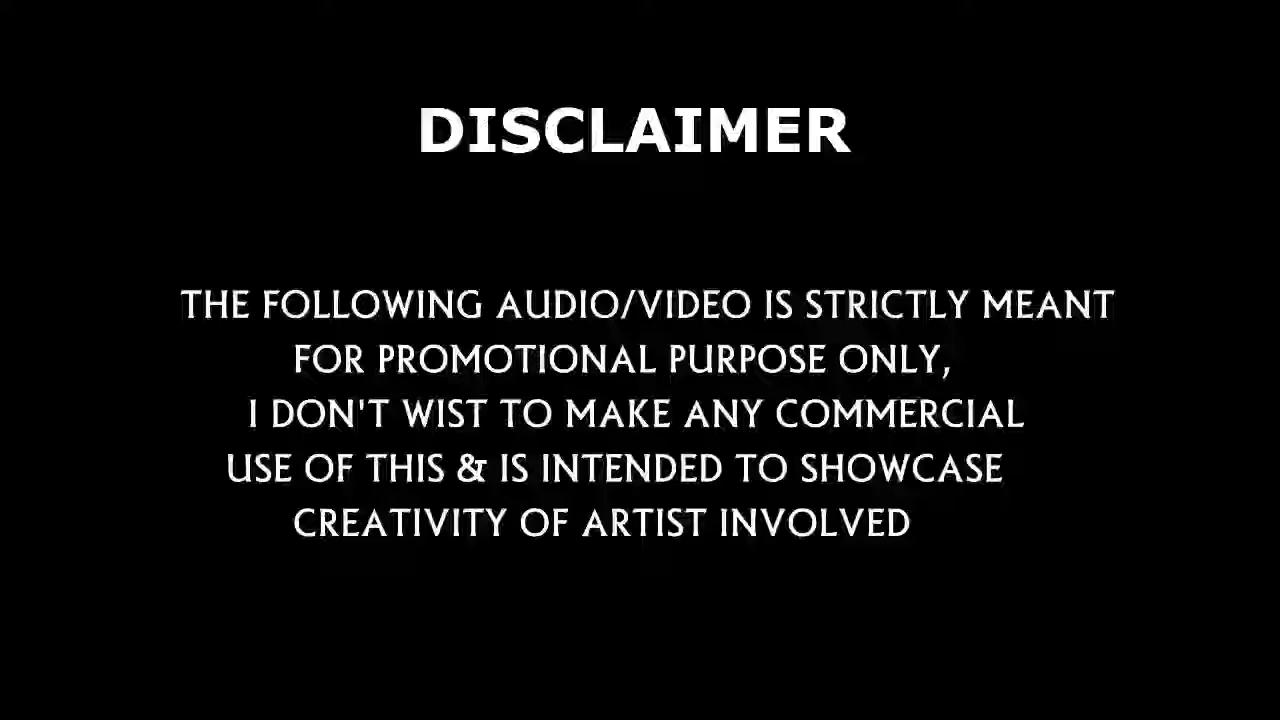 DISCLAIMER
THE FOLLOWING AUDIO/VIDEO IS STRICTLY MEANT
FOR PROMOTIONAL PURPOSE ONLY,
I DON'T WIST TO MAKE ANY COMMERCIAL
USE OF THIS & IS INTENDED TO SHOWCASE
CREATIVITY OF ARTIST INVOLVED